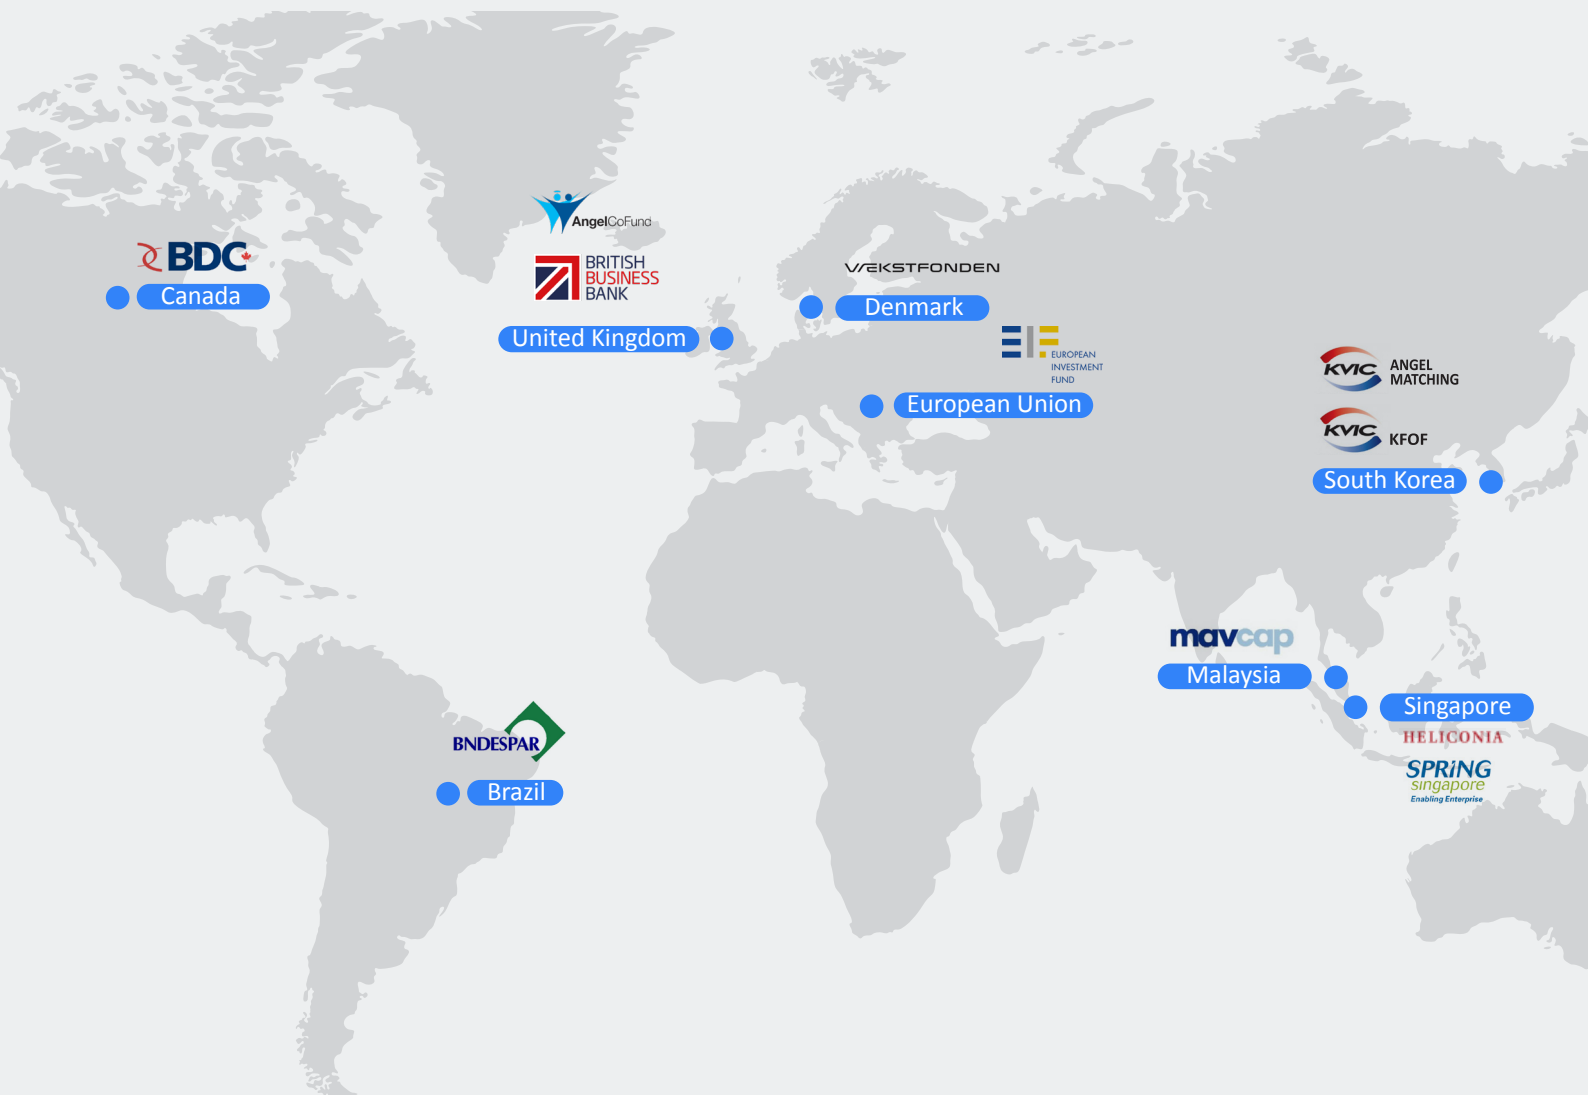 AngelCoFund
BRITISH
BUSINESS
BANK
United Kingdom
BDC
Canada
VÆKSTFONDEN
Denmark
EIF
EUROPEAN
INVESTMENT
FUND
European Union
KVIC ANGEL
MATCHING
KVIC KFOF
South Korea
mavcap
Malaysia
Singapore
HELICONIA
SPRING
singapore
Enabling Enterprise
BNDESPAR
Brazil